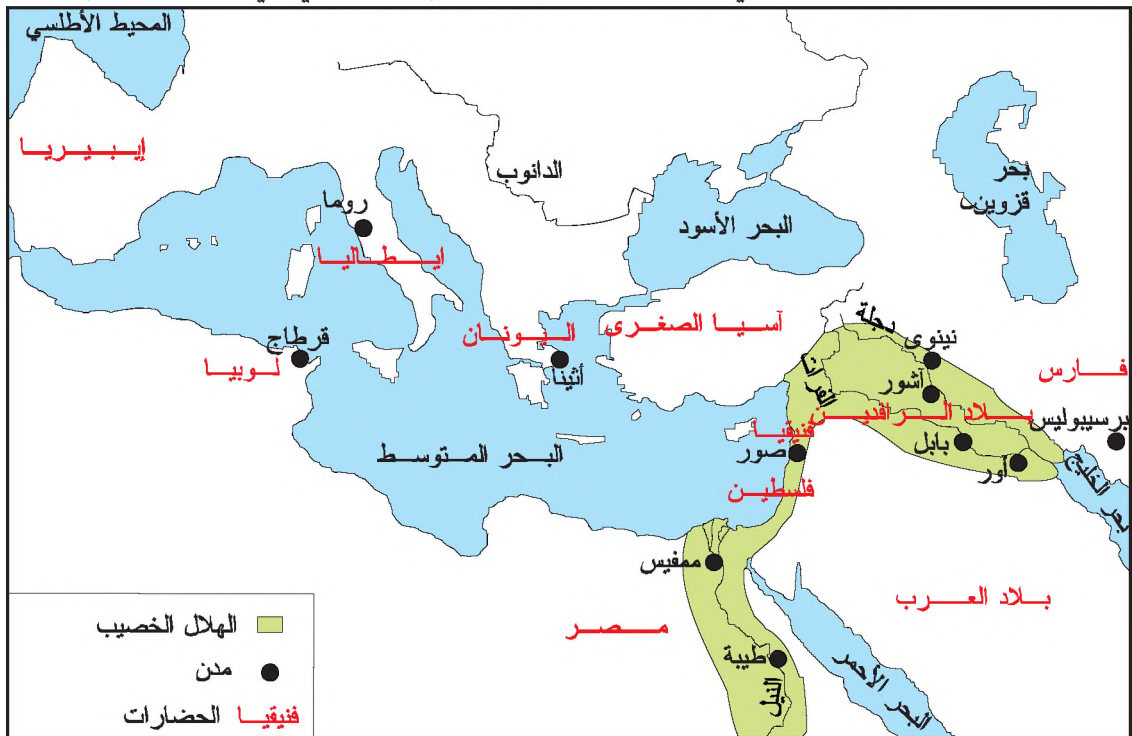 المحيط الأطلسي
إيبيريا
الدانوب
بحر
قزوين
روما
البحر الأسود
ايطاليا
آسيا الصغرى
اليونان
دجلة
نينوى
قرطاج
أثينا
لوبيا
الفرات
آشور
فارس
بلاد الرافدين
برسيبوليس
فنيقيا
بابل
صور
البحر المتوسط
أور
بحر الخليج
فلسطين
ممفيس
بلاد العرب
مصر
طيبة
النيل
البحر الأحمر
الهلال الخصيب
مدن
فنيقيا الحضارات